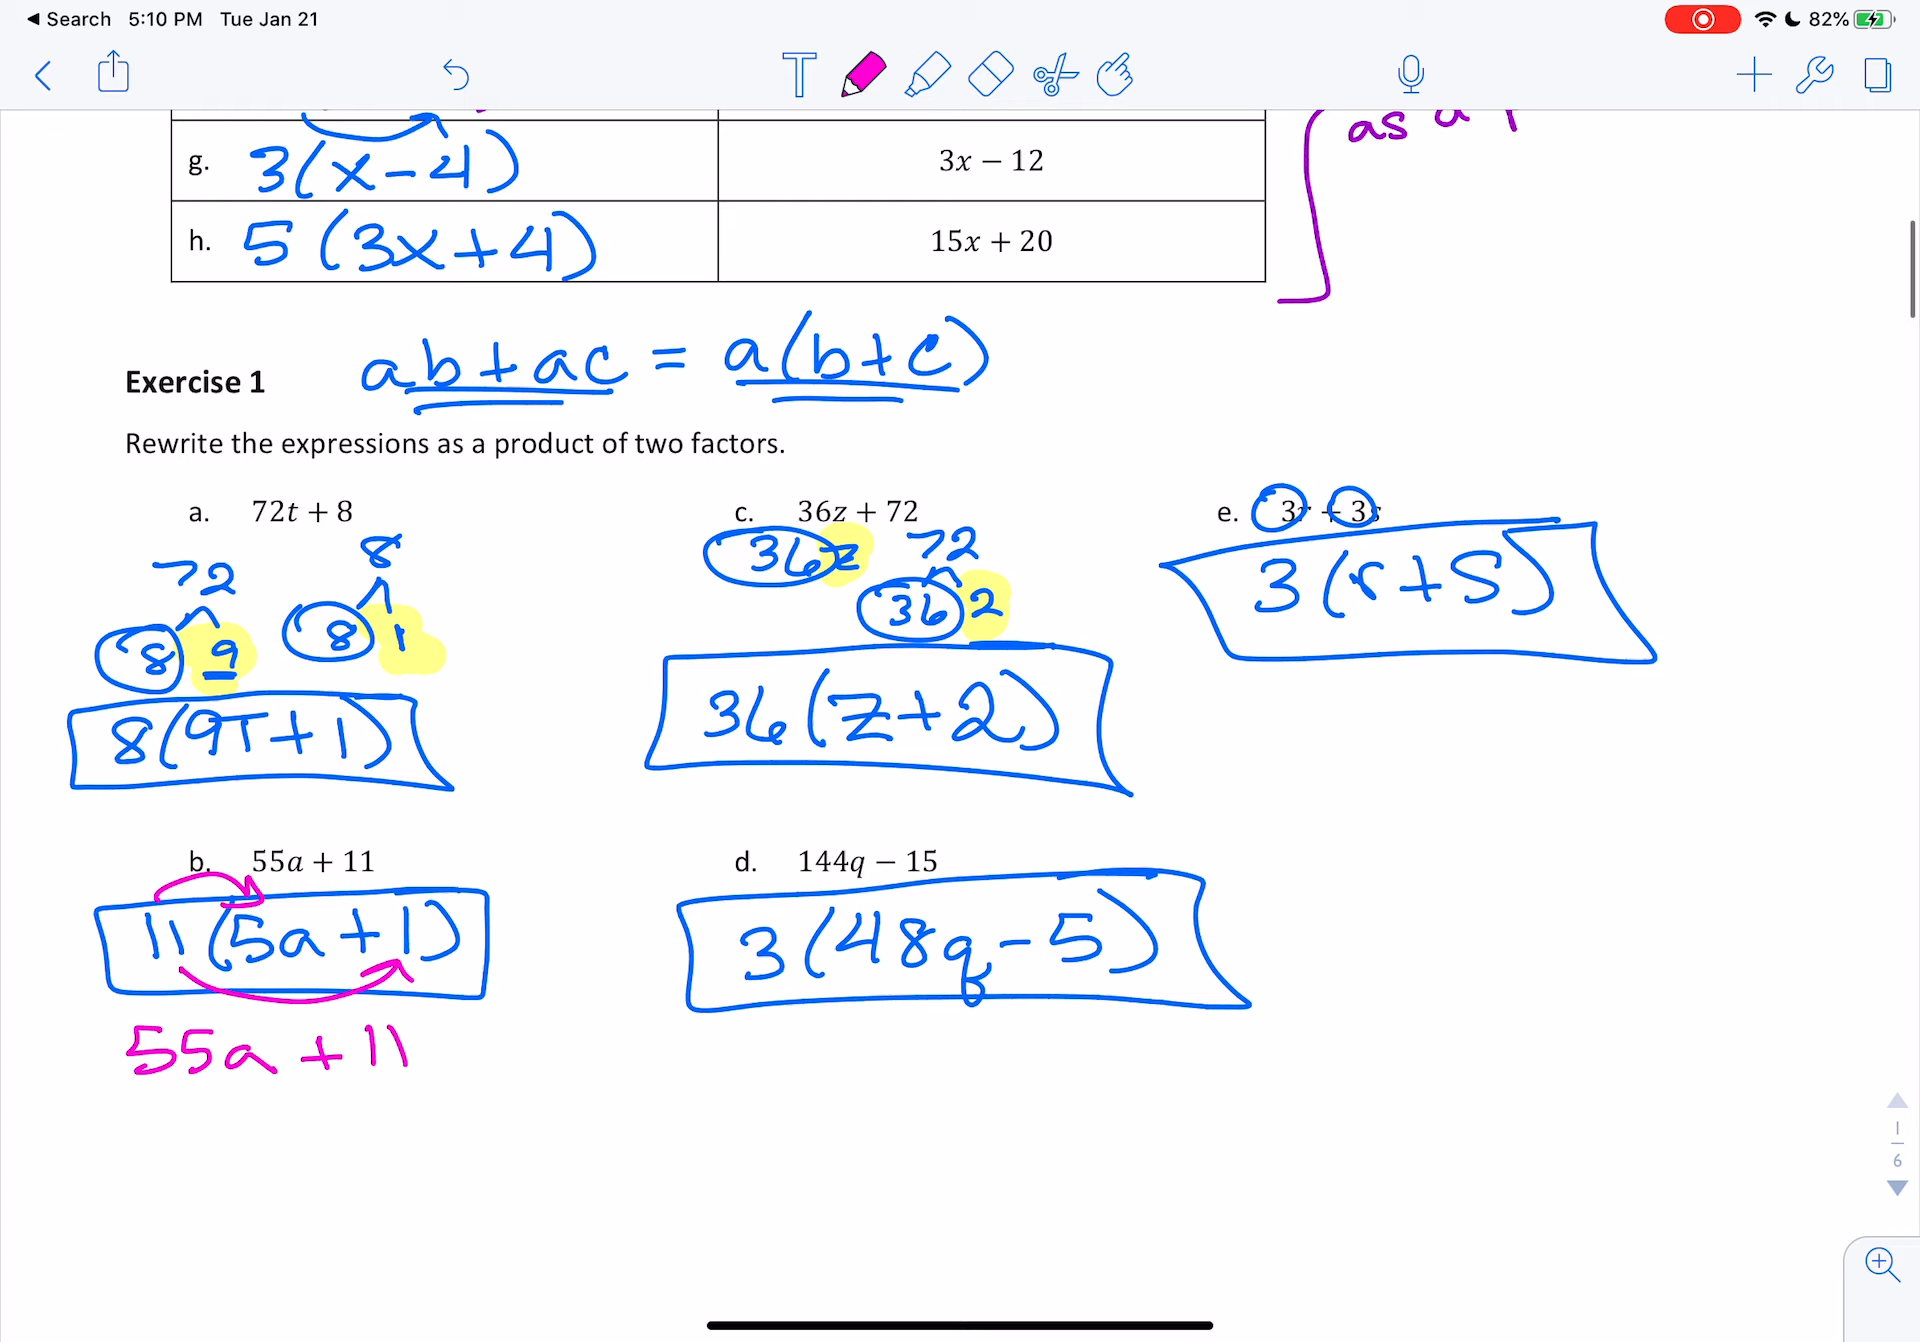 ◀ Search 5:10 PM Tue Jan 21 82%
T
as a
g. 3(x-4) 3x − 12
h. 5(3x+4) 15x + 20
Exercise 1 ab+ac = a(b+c)
Rewrite the expressions as a product of two factors.
a. 72t + 8
72 8
8 9 8 1
8(9T+1)
c. 36z + 72
36z 72
36 2
36(z+2)
e. 3r + 3s
3(r+s)
b. 55a + 11
11(5a+1)
55a + 11
d. 144q − 15
3(48q-5)
1
6